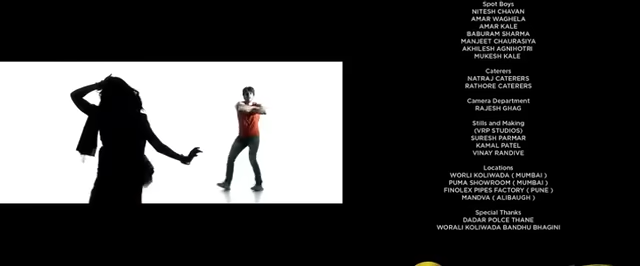 Spot Boys
NITESH CHAVAN
AMAR WAGHELA
AMAR KALE
BABURAM SHARMA
MANJEET CHAURASIYA
AKHILESH AGNIHOTRI
MUKESH KALE
Caterers
NATRAJ CATERERS
RATHORE CATERERS
Camera Department
RAJESH GHAG
Stills and Making
(VRP STUDIOS)
SURESH PARMAR
KAMAL PATEL
VINAY RANDIVE
Locations
WORLI KOLIWADA ( MUMBAI )
PUMA SHOWROOM ( MUMBAI )
FINOLEX PIPES FACTORY ( PUNE )
MANDVA ( ALIBAUGH )
Special Thanks
DADAR POLCE THANE
WORALI KOLIWADA BANDHU BHAGINI